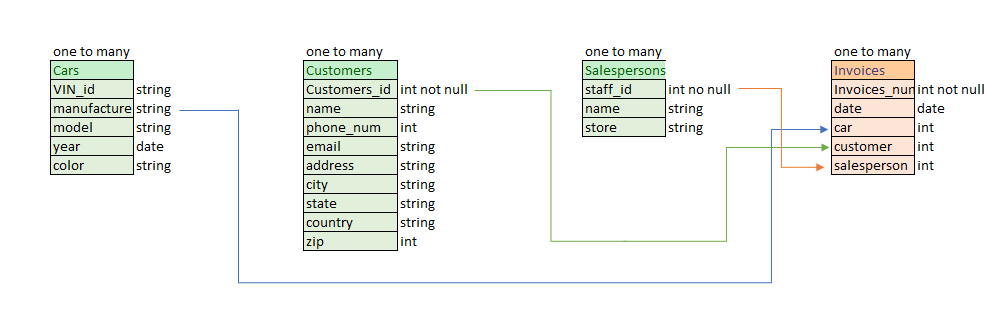 one to many
Cars
VIN_id string
manufacture string
model string
year date
color string
one to many
Customers
Customers_id int not null
name string
phone_num int
email string
address string
city string
state string
country string
zip int
one to many
Salespersons
staff_id int no null
name string
store string
one to many
Invoices
Invoices_num int not null
date date
car int
customer int
salesperson int